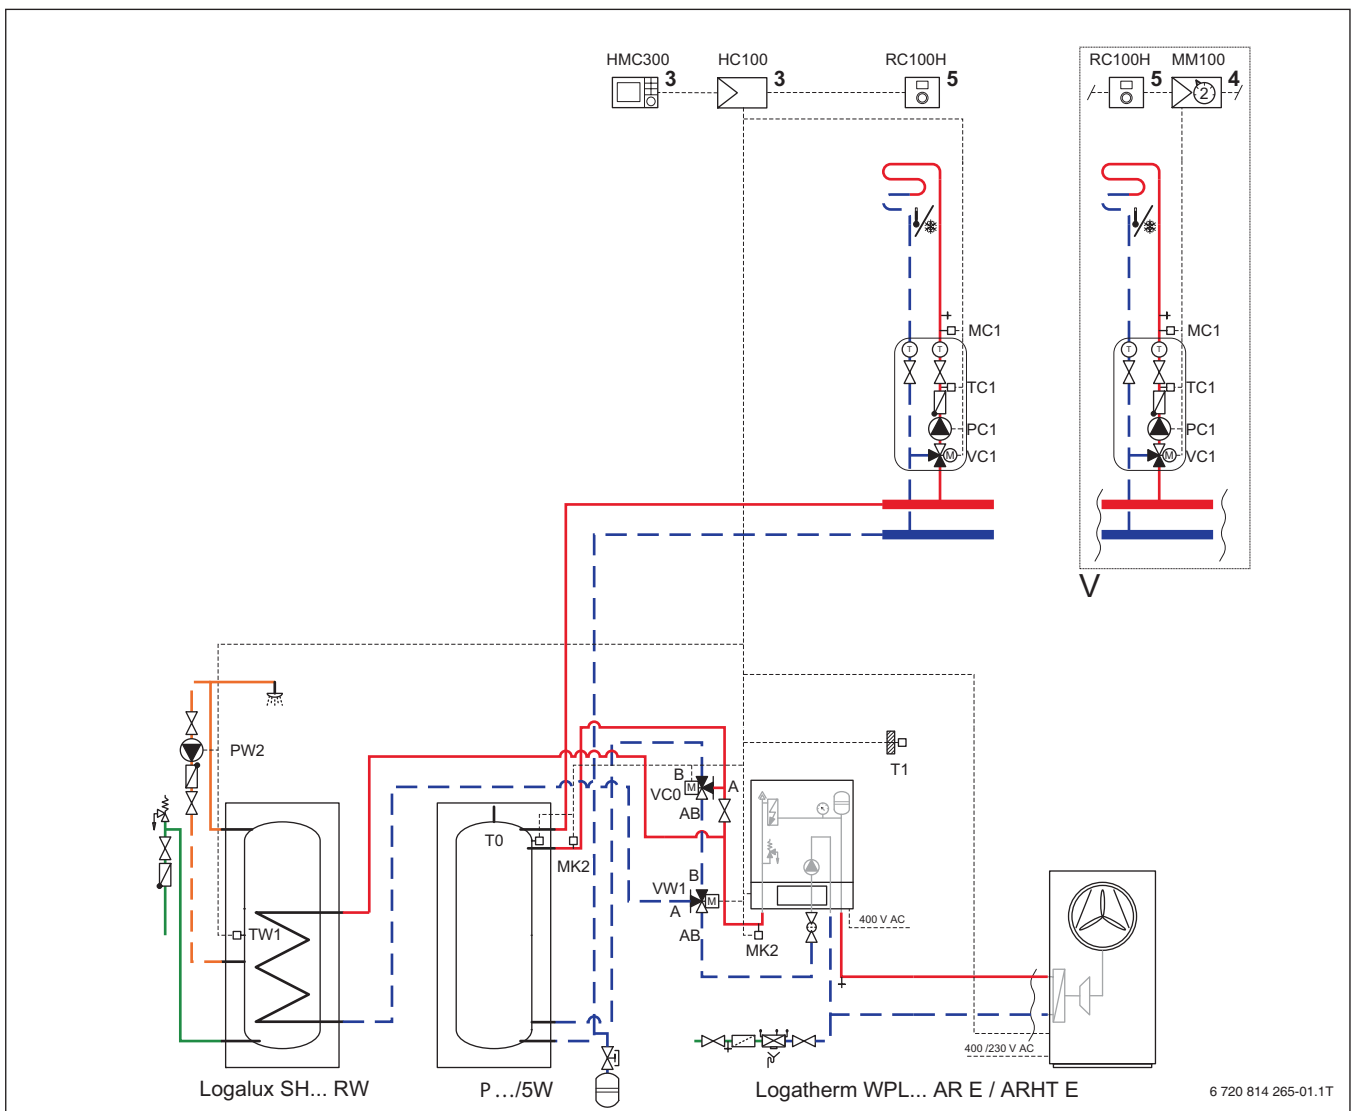 HMC300 HC100 RC100H RC100H MM100
3 3 5 5 4
2
MC1 MC1
T T T T
TC1 TC1
PC1 PC1
M VC1 M VC1
V
PW2
T1
B
M A
VC0
AB
T0
MK2
B
VW1 M
A
AB
400 V AC
TW1
MK2
400 /230 V AC
Logalux SH... RW P .../5W Logatherm WPL... AR E / ARHT E
6 720 814 265-01.1T